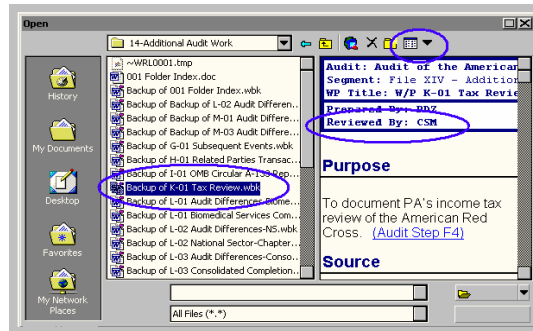 Open
14-Additional Audit Work
History
My Documents
Desktop
Favorites
My Network
Places
~WRL0001.tmp
001 Folder Index.doc
Backup of 001 Folder Index.wbk
Backup of Backup of L-02 Audit Differen...
Backup of Backup of M-01 Audit Differe...
Backup of Backup of M-03 Audit Differe...
Backup of G-01 Subsequent Events.wbk
Backup of H-01 Related Parties Transac...
Backup of I-01 OMB Circular A-133 Rep...
Backup of K-01 Tax Review.wbk
Backup of L-01 Audit Differences-Biome...
Backup of L-01 Biomedical Services Com...
Backup of L-02 Audit Differences-NS.wbk
Backup of L-02 National Sector-Chapter...
Backup of L-03 Audit Differences-Conso...
Backup of L-03 Consolidated Completion...
Audit: Audit of the American
Segment: File XIV - Addition
WP Title: W/P K-01 Tax Revie
Prepared By: PDZ
Reviewed By: CSM
Purpose
To document PA's income tax
review of the American Red
Cross. (Audit Step F4)
Source
All Files (*.*)